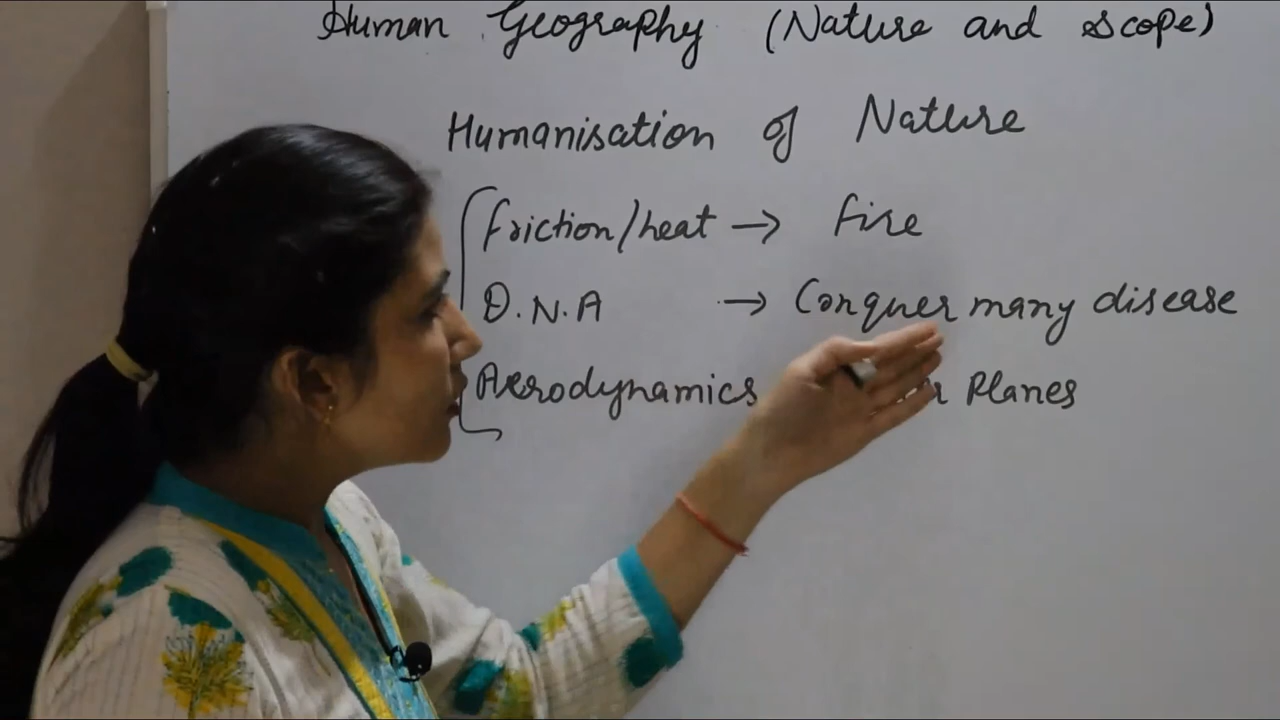 Human Geography (Nature and Scope)
Humanisation of Nature
friction/heat → fire
D.N.A → Conquer many disease
Aerodynamics Planes